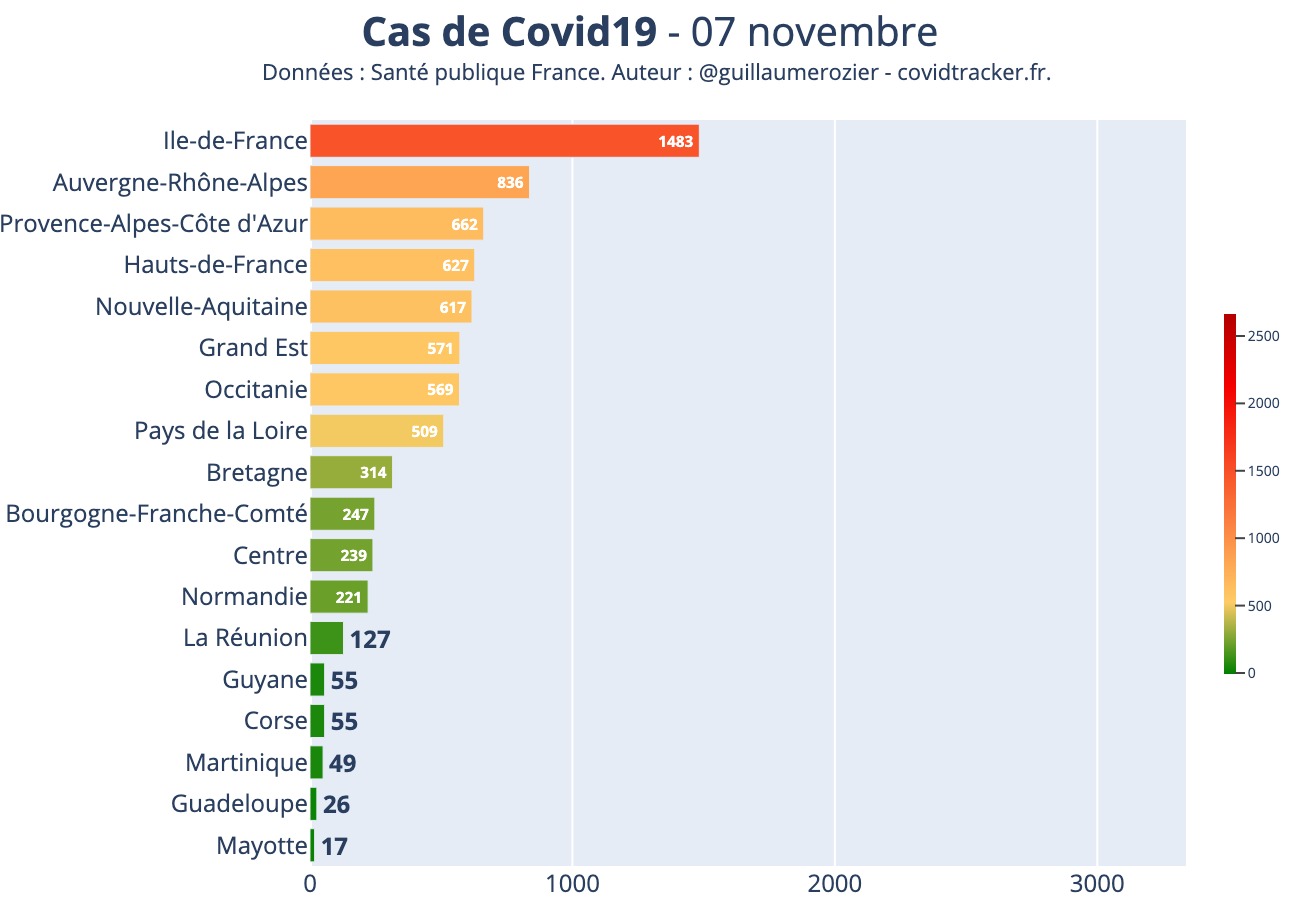 Cas de Covid19 - 07 novembre
Données : Santé publique France. Auteur : @guillaumerozier - covidtracker.fr.
Ile-de-France 1483
Auvergne-Rhône-Alpes 836
Provence-Alpes-Côte d'Azur 662
Hauts-de-France 627
Nouvelle-Aquitaine 617
Grand Est 571
Occitanie 569
Pays de la Loire 509
Bretagne 314
Bourgogne-Franche-Comté 247
Centre 239
Normandie 221
La Réunion 127
Guyane 55
Corse 55
Martinique 49
Guadeloupe 26
Mayotte 17
0 1000 2000 3000
2500
2000
1500
1000
500
0